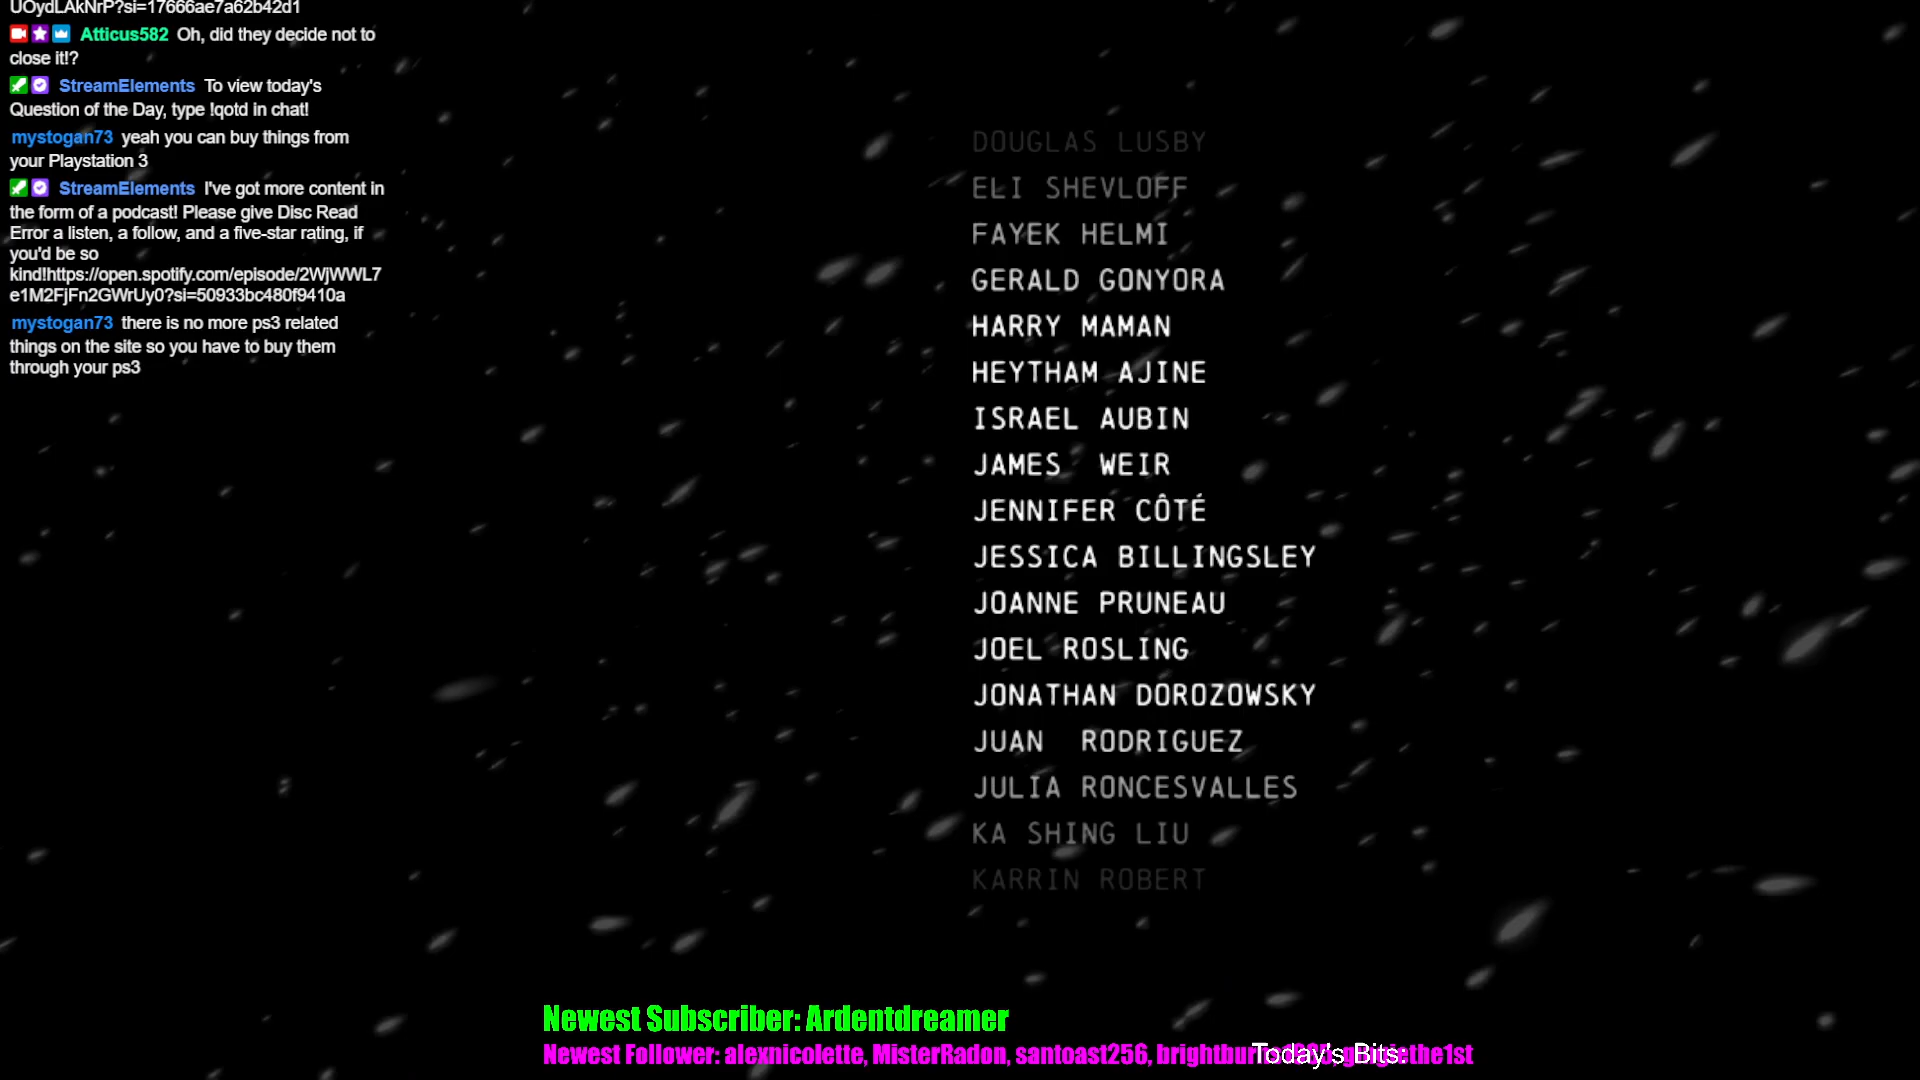 UOydLAkNrP?si=17666ae7a62b42d1
Atticus582 Oh, did they decide not to
close it!?
StreamElements To view today's
Question of the Day, type !qotd in chat!
mystogan73 yeah you can buy things from
your Playstation 3
StreamElements I've got more content in
the form of a podcast! Please give Disc Read
Error a listen, a follow, and a five-star rating, if
you'd be so
kind!https://open.spotify.com/episode/2WjWWL7
e1M2FjFn2GWrUy0?si=50933bc480f9410a
mystogan73 there is no more ps3 related
things on the site so you have to buy them
through your ps3
DOUGLAS LUSBY
ELI SHEVLOFF
FAYEK HELMI
GERALD GONYORA
HARRY MAMAN
HEYTHAM AJINE
ISRAEL AUBIN
JAMES WEIR
JENNIFER CÔTÉ
JESSICA BILLINGSLEY
JOANNE PRUNEAU
JOEL ROSLING
JONATHAN DOROZOWSKY
JUAN RODRIGUEZ
JULIA RONCESVALLES
KA SHING LIU
KARRIN ROBERT
Newest Subscriber: Ardentdreamer
Newest Follower: alexnicolette, MisterRadon, santoast256,
Today's Bits: